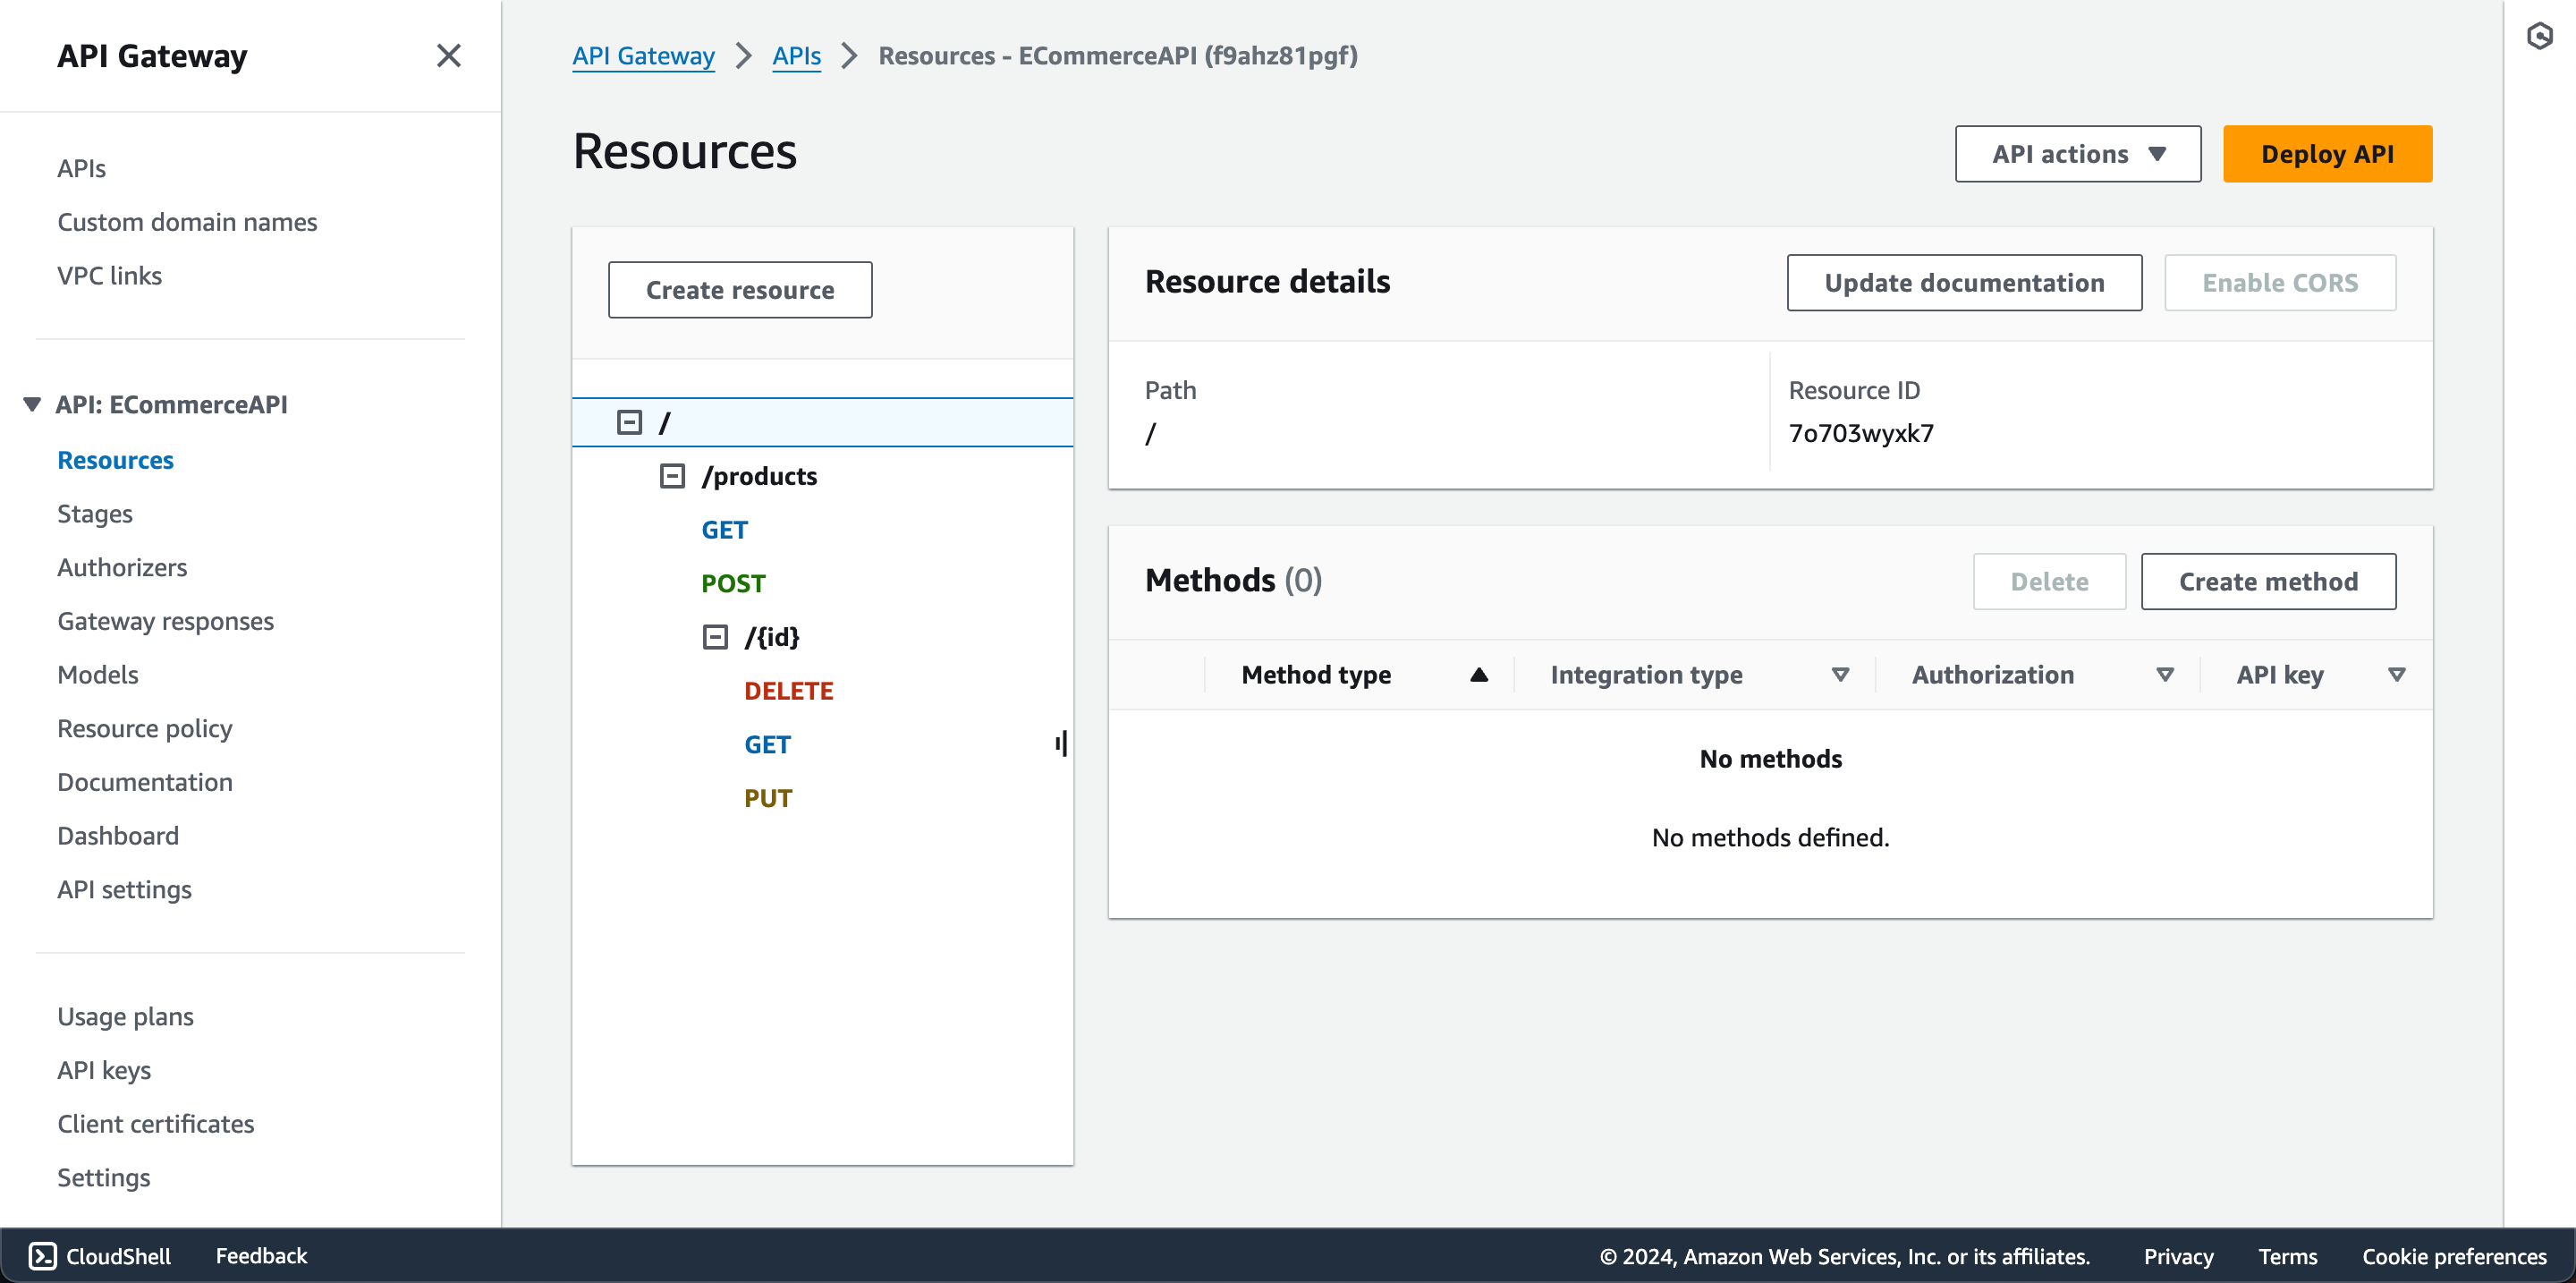 API Gateway
APIs
Custom domain names
VPC links
API: ECommerceAPI
Resources
Stages
Authorizers
Gateway responses
Models
Resource policy
Documentation
Dashboard
API settings
Usage plans
API keys
Client certificates
Settings
API Gateway > APIs > Resources - ECommerceAPI (f9ahz81pgf)
Resources
API actions
Deploy API
Create resource
/
/products
GET
POST
/{id}
DELETE
GET
PUT
Resource details
Update documentation
Enable CORS
Path
/
Resource ID
7o703wyxk7
Methods (0)
Delete
Create method
Method type Integration type Authorization API key
No methods
No methods defined.
CloudShell Feedback © 2024, Amazon Web Services, Inc. or its affiliates. Privacy Terms Cookie preferences